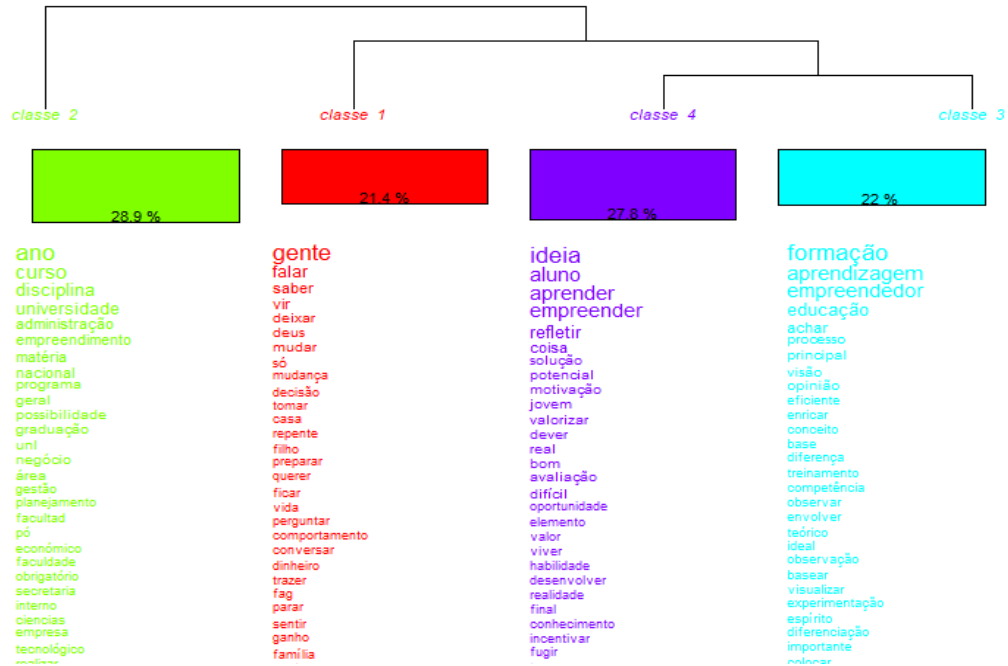 classe 2
classe 1
classe 4
classe 3
28.9 %
21.4 %
27.8 %
22 %
ano
curso
disciplina
universidade
administração
empreendimento
matéria
nacional
programa
geral
possibilidade
graduação
unl
negócio
área
gestão
planejamento
facultad
pó
económico
faculdade
obrigatório
secretaria
interno
ciencias
empresa
tecnológico
realizar
gente
falar
saber
vir
deixar
deus
mudar
só
mudança
decisão
tomar
casa
repente
filho
preparar
querer
ficar
vida
perguntar
comportamento
conversar
dinheiro
trazer
fag
parar
sentir
ganho
família
ideia
aluno
aprender
empreender
refletir
coisa
solução
potencial
motivação
jovem
valorizar
dever
real
bom
avaliação
difícil
oportunidade
elemento
valor
viver
habilidade
desenvolver
realidade
final
conhecimento
incentivar
fugir
formação
aprendizagem
empreendedor
educação
achar
processo
principal
visão
opinião
eficiente
enricar
conceito
base
diferença
treinamento
competência
observar
envolver
teórico
ideal
observação
basear
visualizar
experimentação
espírito
diferenciação
importante
colocar